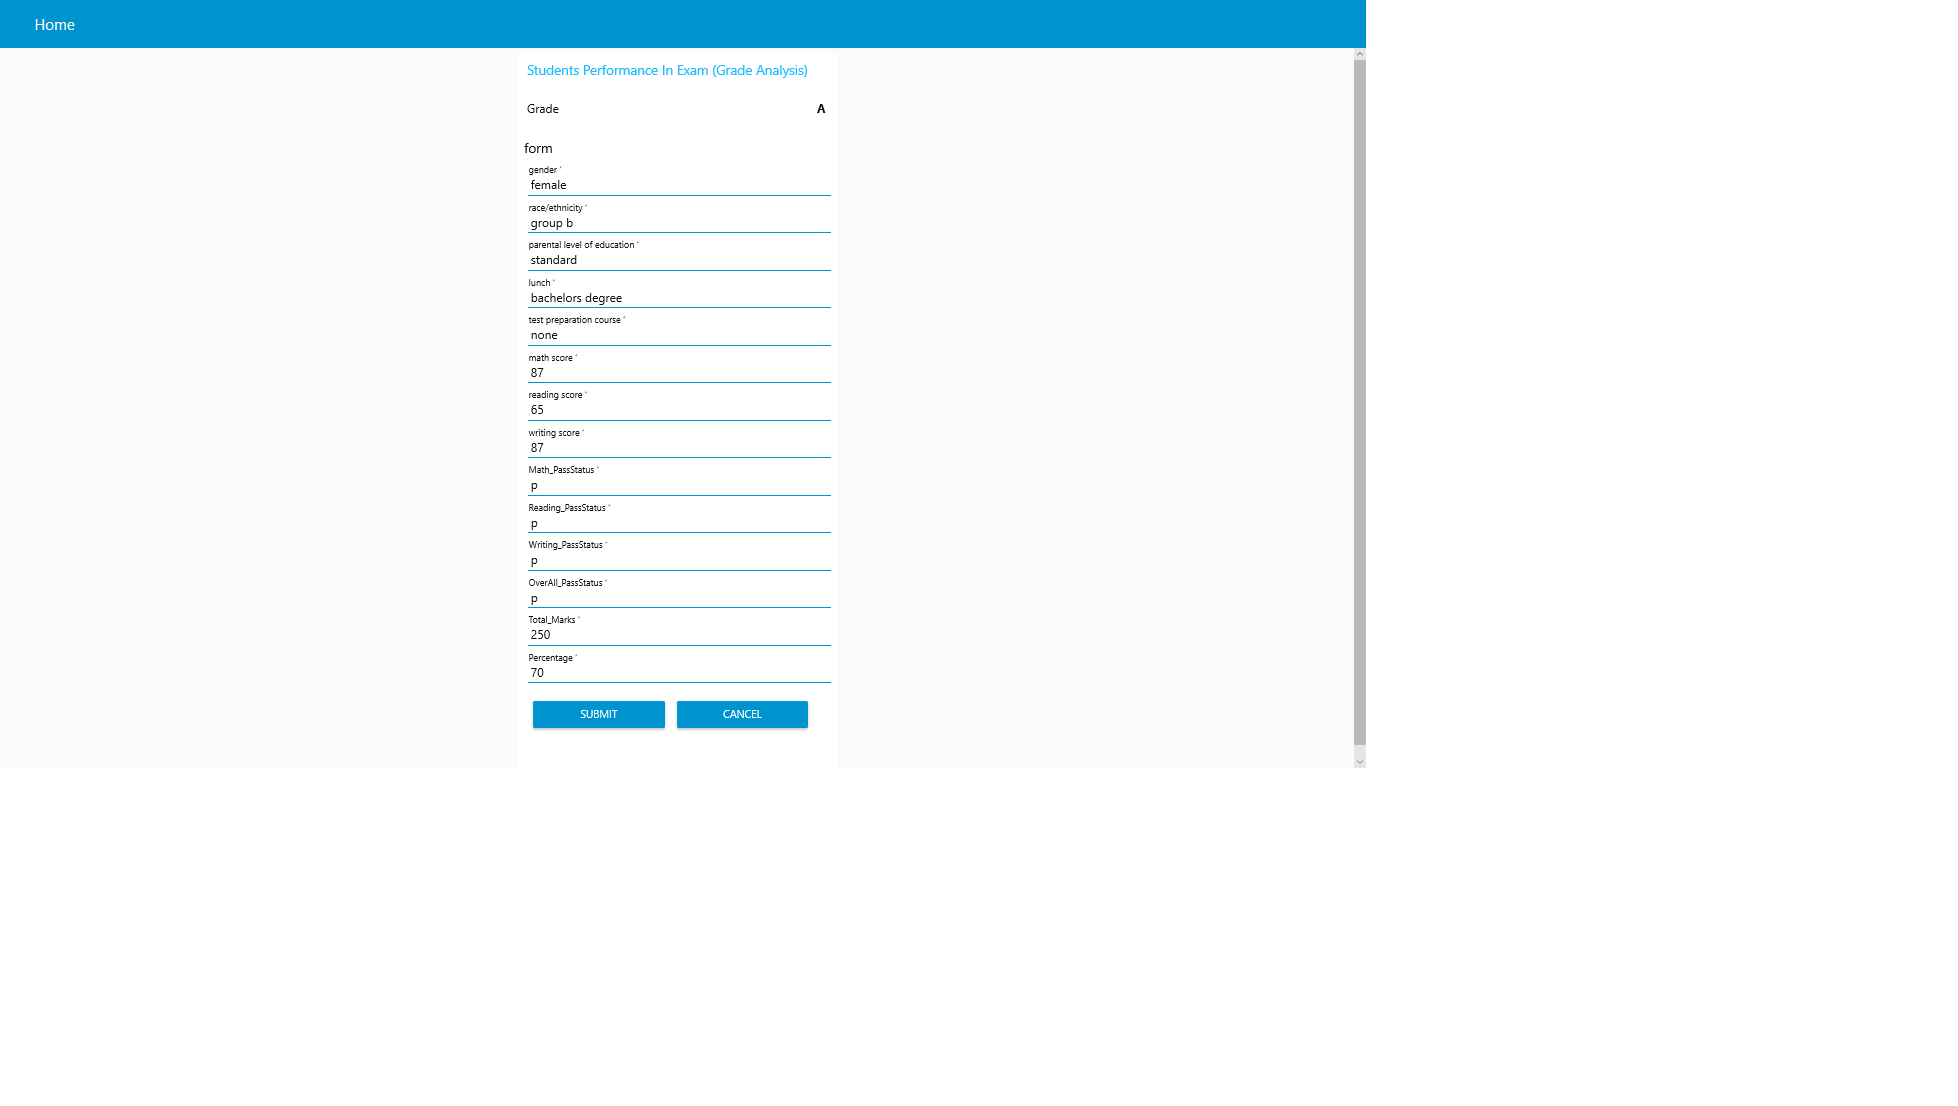 Home
Students Performance In Exam (Grade Analysis)
Grade A
form
gender *
female
race/ethnicity *
group b
parental level of education *
standard
lunch *
bachelors degree
test preparation course *
none
math score *
87
reading score *
65
writing score *
87
Math_PassStatus *
p
Reading_PassStatus *
p
Writing_PassStatus *
p
OverAll_PassStatus *
p
Total_Marks *
250
Percentage *
70
SUBMIT CANCEL